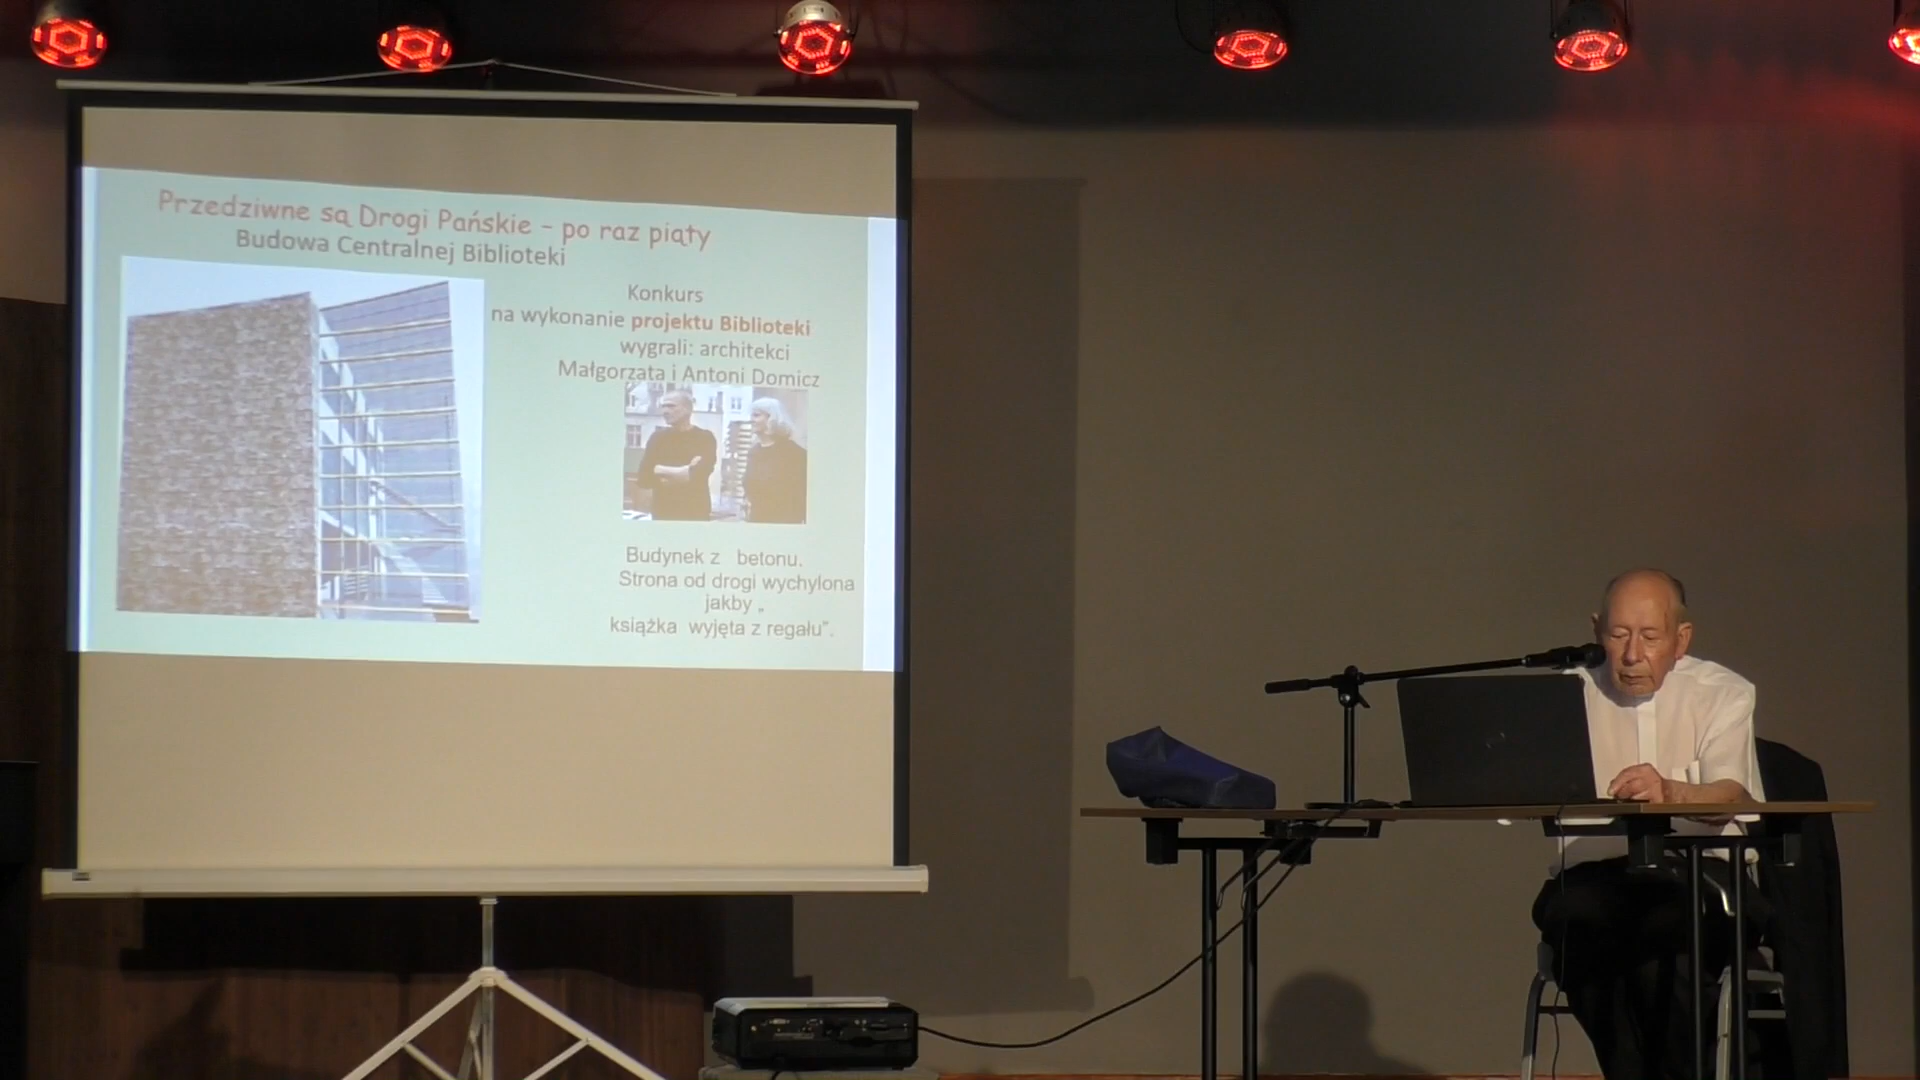 Przedziwne są Drogi Pańskie – po raz piąty
Budowa Centralnej Biblioteki
Konkurs
na wykonanie projektu Biblioteki
wygrali: architekci
Małgorzata i Antoni Domicz
Budynek z betonu.
Strona od drogi wychylona
jakby „
książka wyjęta z regału”.